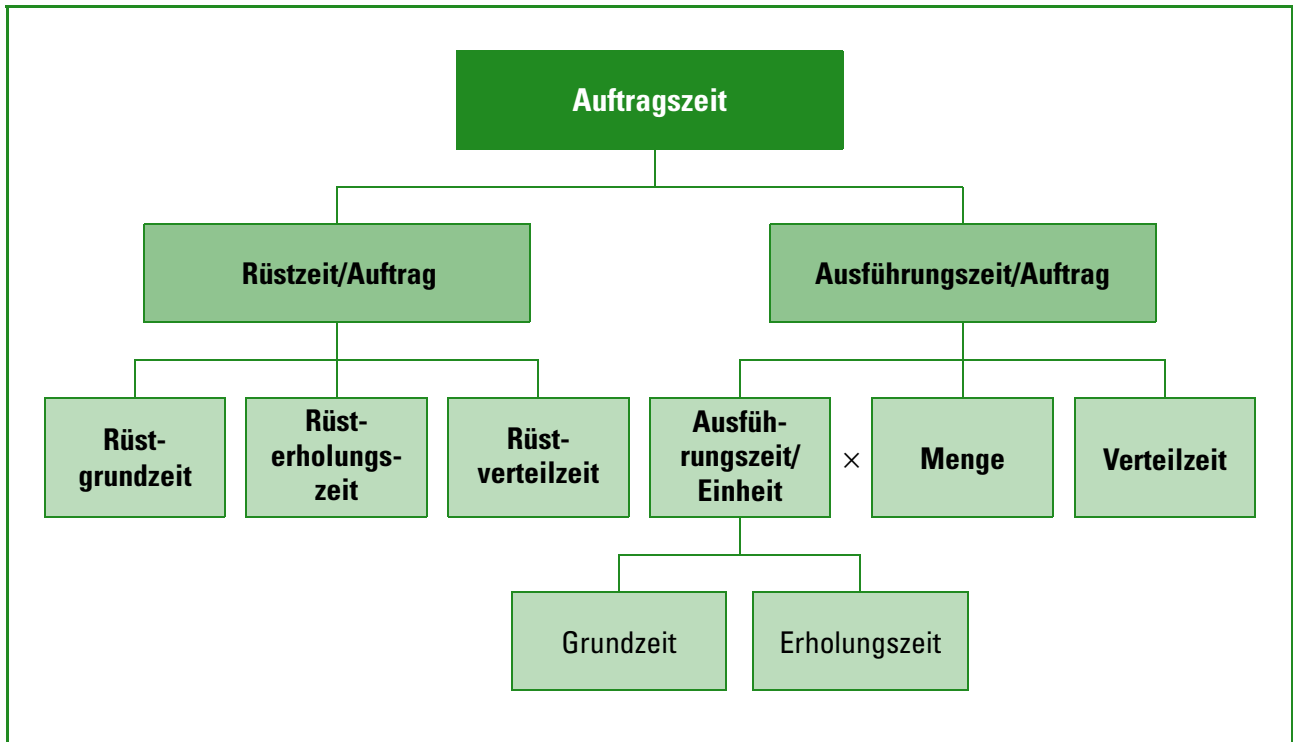 Auftragszeit
Rüstzeit/Auftrag
Ausführungszeit/Auftrag
Rüst-
grundzeit
Rüst-
erholungs-
zeit
Rüst-
verteilzeit
Ausfüh-
rungszeit/
Einheit
×
Menge
Verteilzeit
Grundzeit
Erholungszeit